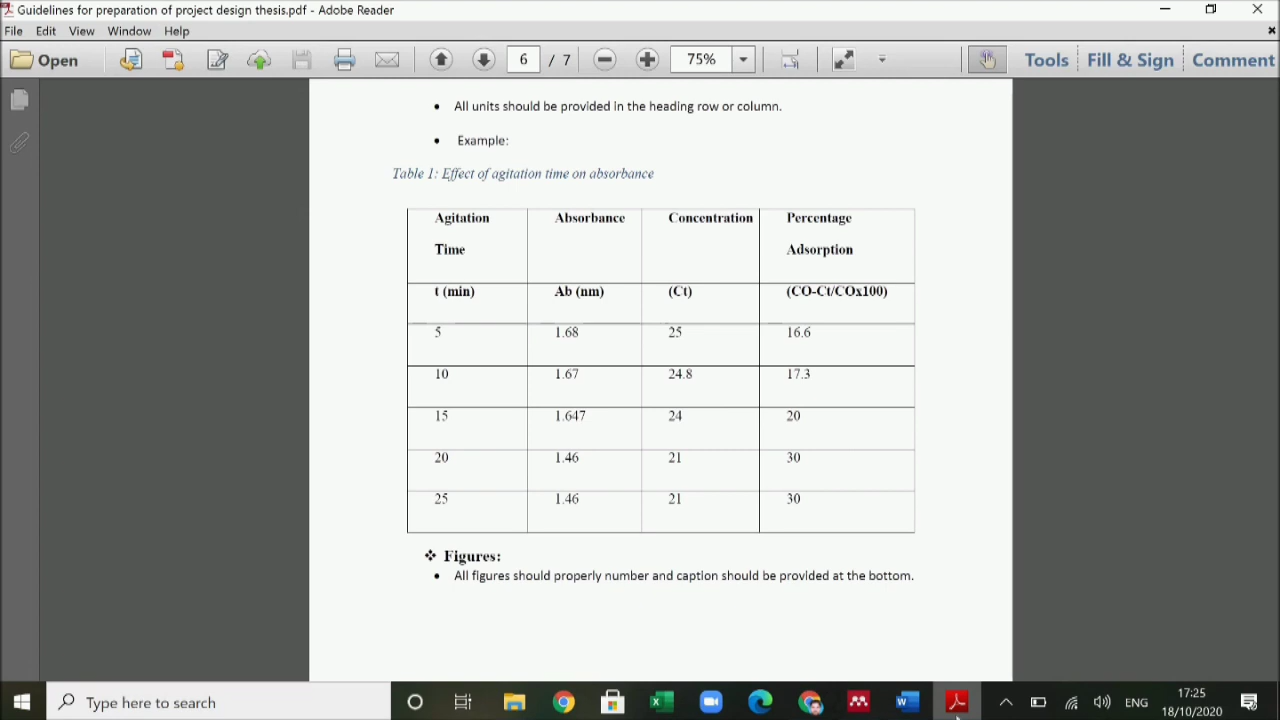 Guidelines for preparation of project design thesis.pdf - Adobe Reader
File Edit View Window Help
Open 6 / 7 75% Tools Fill & Sign Comment
• All units should be provided in the heading row or column.
• Example:
Table 1: Effect of agitation time on absorbance
Agitation Time Absorbance Concentration Percentage Adsorption
t (min) Ab (nm) (Ct) (CO-Ct/COx100)
5 1.68 25 16.6
10 1.67 24.8 17.3
15 1.647 24 20
20 1.46 21 30
25 1.46 21 30
❖ Figures:
• All figures should properly number and caption should be provided at the bottom.
Type here to search
ENG
17:25
18/10/2020